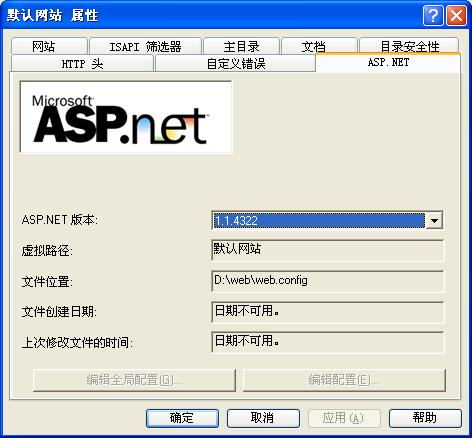 默认网站 属性
网站
ISAPI 筛选器
主目录
文档
目录安全性
HTTP 头
自定义错误
ASP.NET
Microsoft
ASP.net
ASP.NET 版本:
1.1.4322
虚拟路径:
默认网站
文件位置:
D:\web\web.config
文件创建日期:
日期不可用。
上次修改文件的时间:
日期不可用。
编辑全局配置(G)...
编辑配置(E)...
确定
取消
应用(A)
帮助